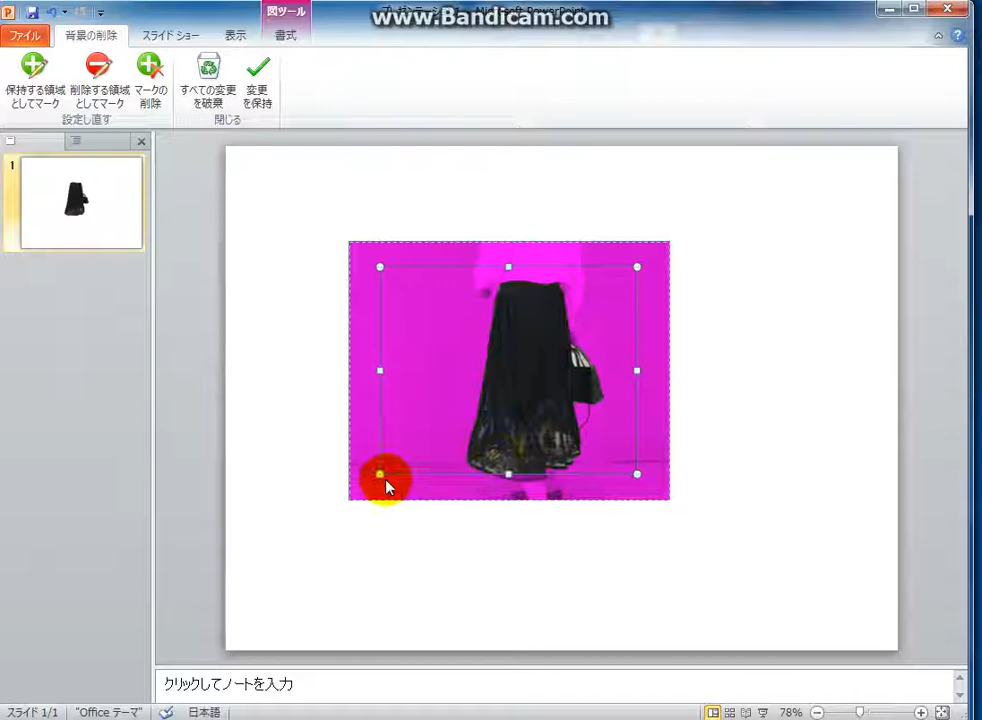 www.Bandicam.com
図ツール
ファイル 背景の削除 スライド ショー 表示 書式
保持する領域
としてマーク
削除する領域
としてマーク
マークの
削除
すべての変更
を破棄
変更
を保持
設定し直す
閉じる
1
クリックしてノートを入力
スライド 1/1 "Office テーマ" 日本語 78%